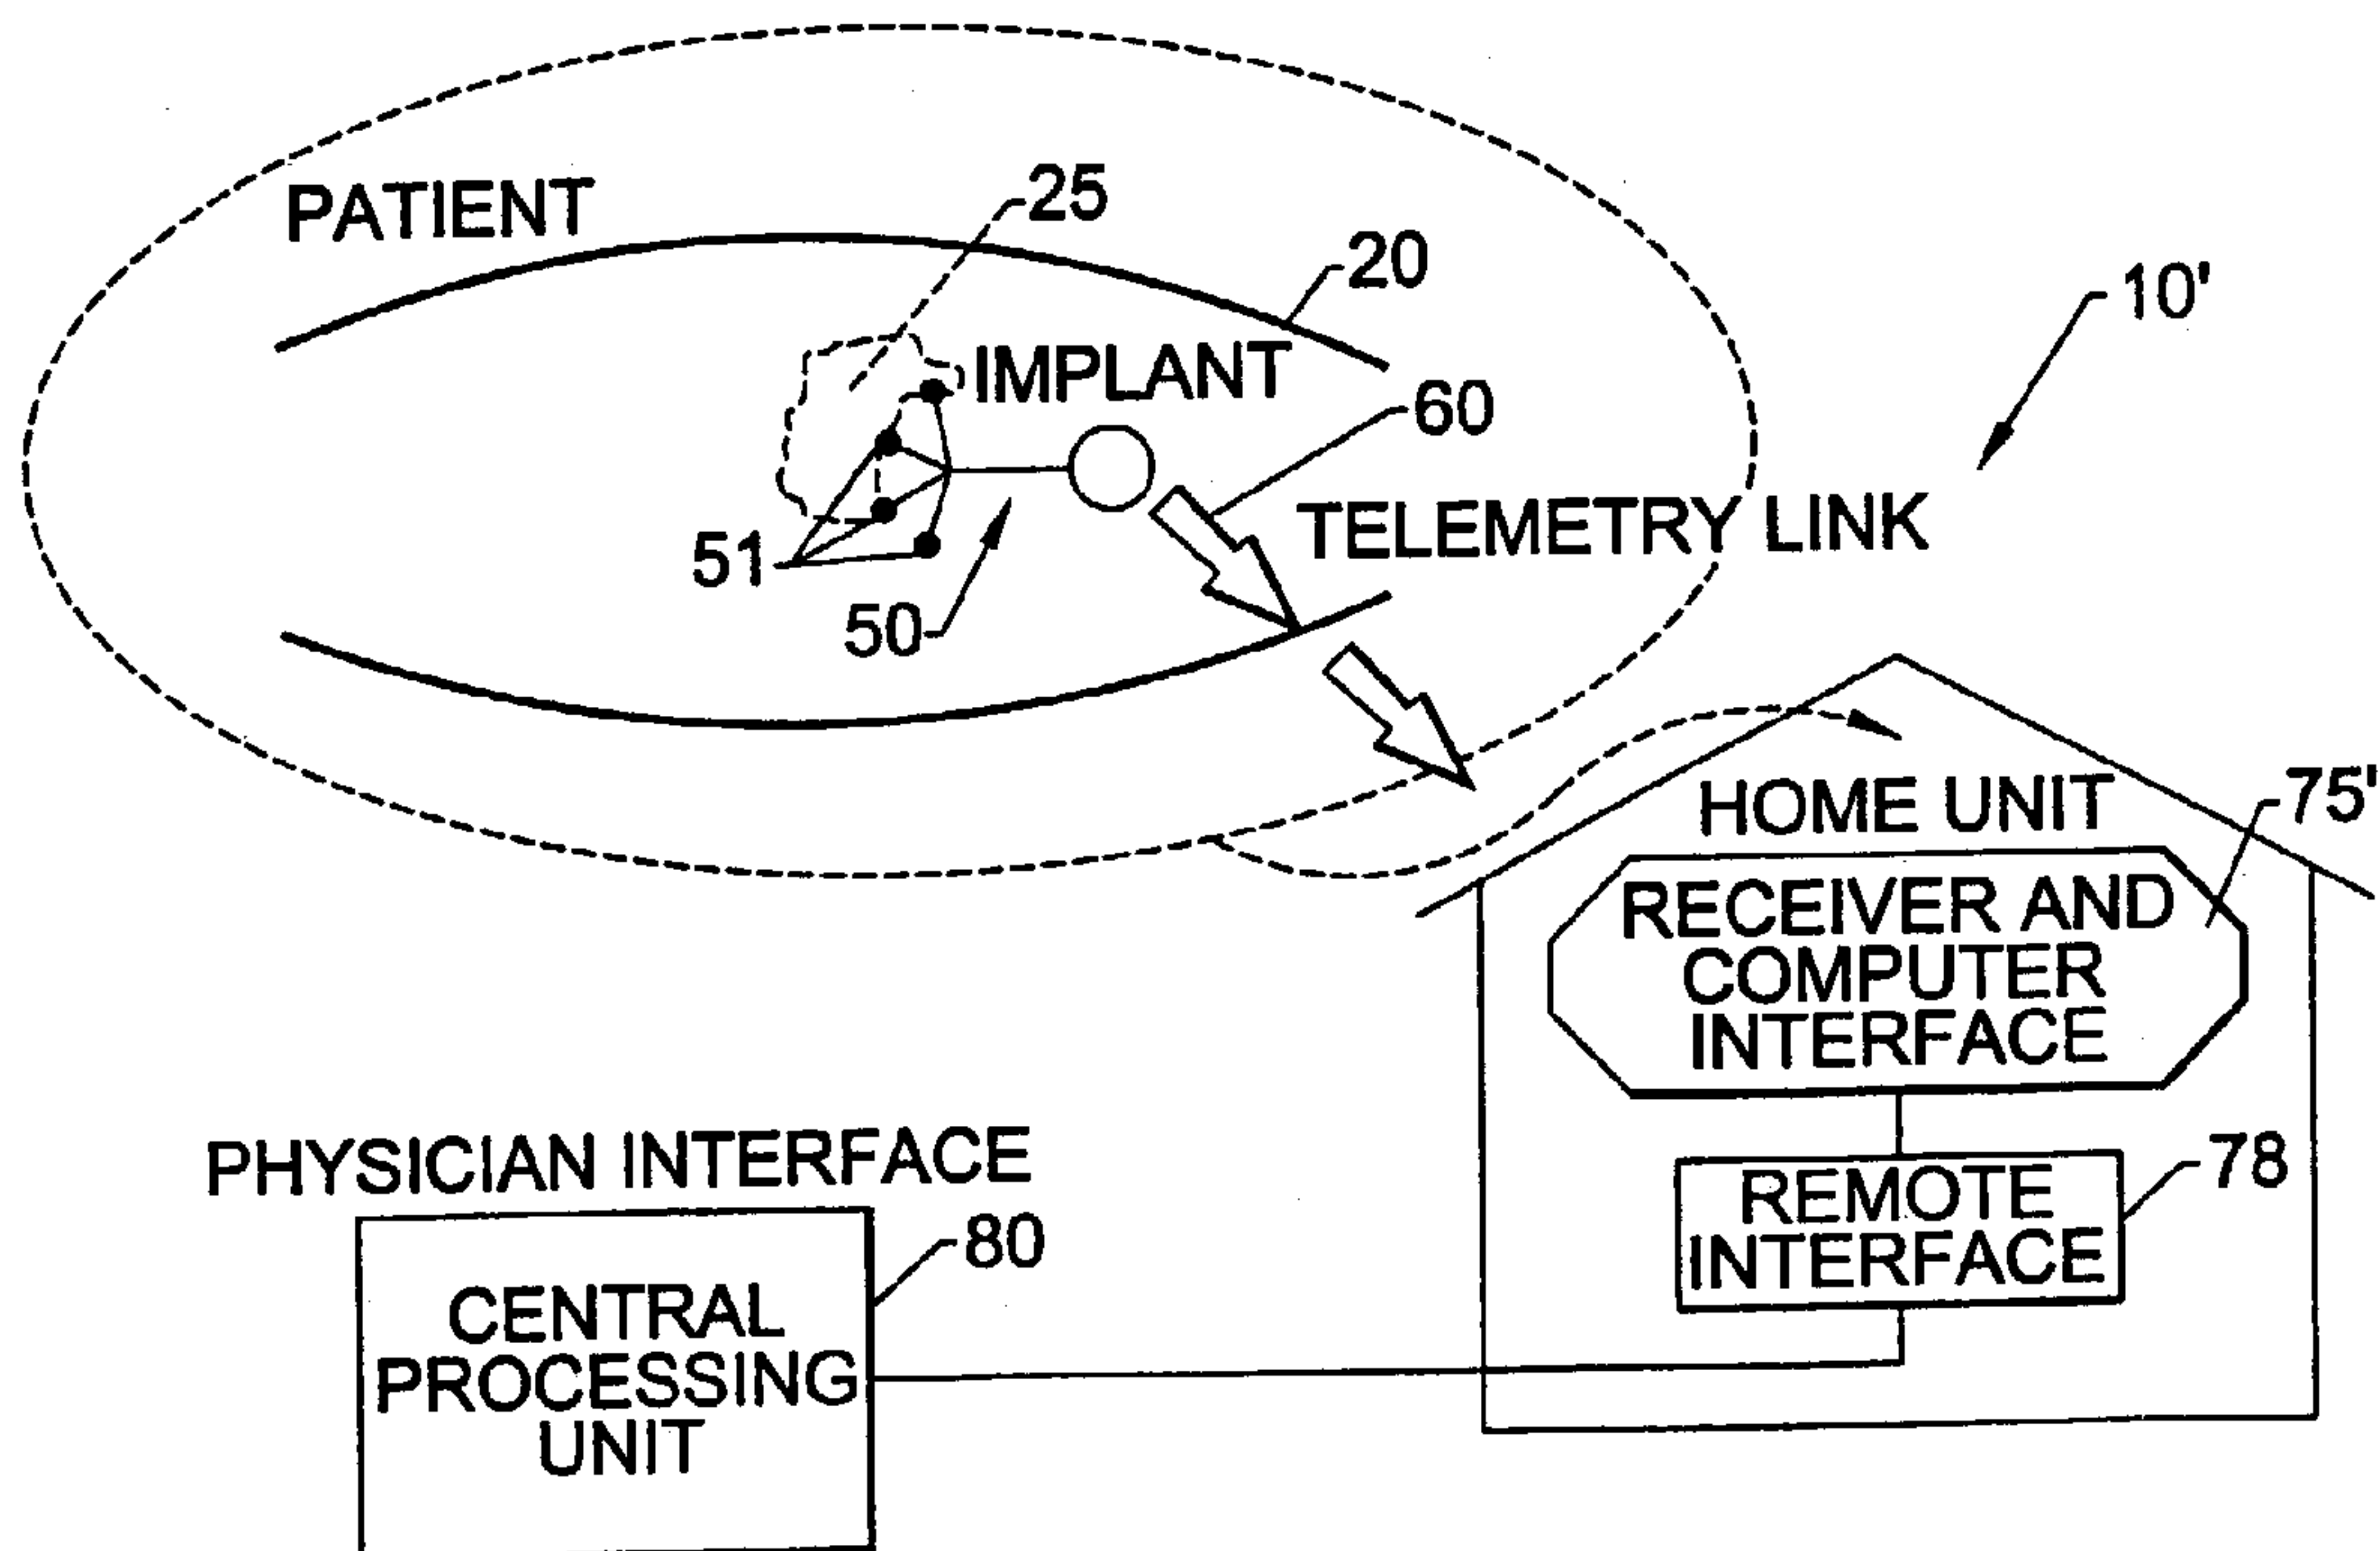 PATIENT
25
20
10'
IMPLANT
60
TELEMETRY LINK
51
50
HOME UNIT
75'
RECEIVER AND
COMPUTER
INTERFACE
PHYSICIAN INTERFACE
78
REMOTE
INTERFACE
80
CENTRAL
PROCESSING
UNIT